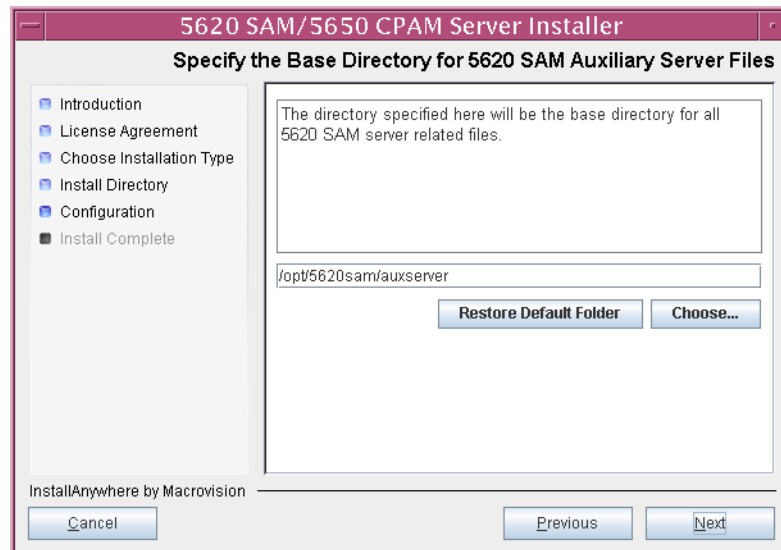 5620 SAM/5650 CPAM Server Installer
Specify the Base Directory for 5620 SAM Auxiliary Server Files
Introduction
License Agreement
Choose Installation Type
Install Directory
Configuration
Install Complete
The directory specified here will be the base directory for all
5620 SAM server related files.
/opt/5620sam/auxserver
Restore Default Folder
Choose...
InstallAnywhere by Macrovision
Cancel
Previous
Next